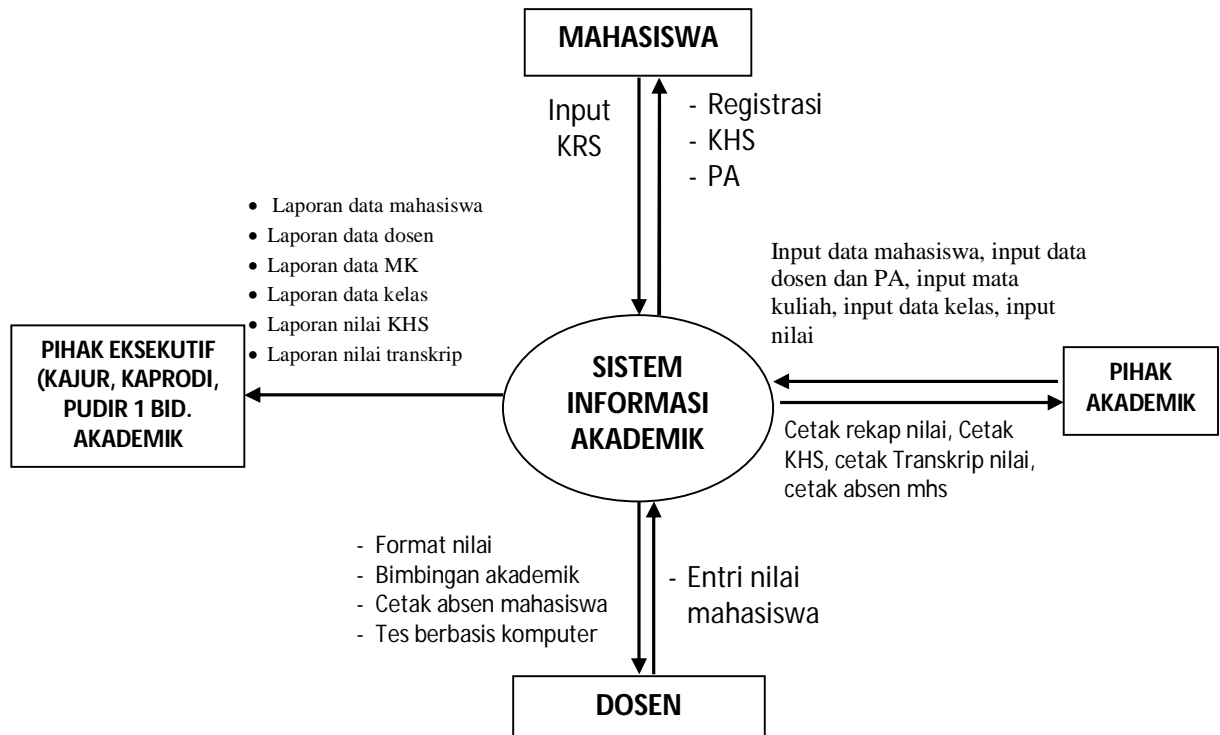 MAHASISWA
Input
KRS
- Registrasi
- KHS
- PA
• Laporan data mahasiswa
• Laporan data dosen
• Laporan data MK
• Laporan data kelas
• Laporan nilai KHS
• Laporan nilai transkrip
Input data mahasiswa, input data
dosen dan PA, input mata
kuliah, input data kelas, input
nilai
PIHAK EKSEKUTIF
(KAJUR, KAPRODI,
PUDIR 1 BID.
AKADEMIK
SISTEM
INFORMASI
AKADEMIK
PIHAK
AKADEMIK
Cetak rekap nilai, Cetak
KHS, cetak Transkrip nilai,
cetak absen mhs
- Format nilai
- Bimbingan akademik
- Cetak absen mahasiswa
- Tes berbasis komputer
- Entri nilai
mahasiswa
DOSEN